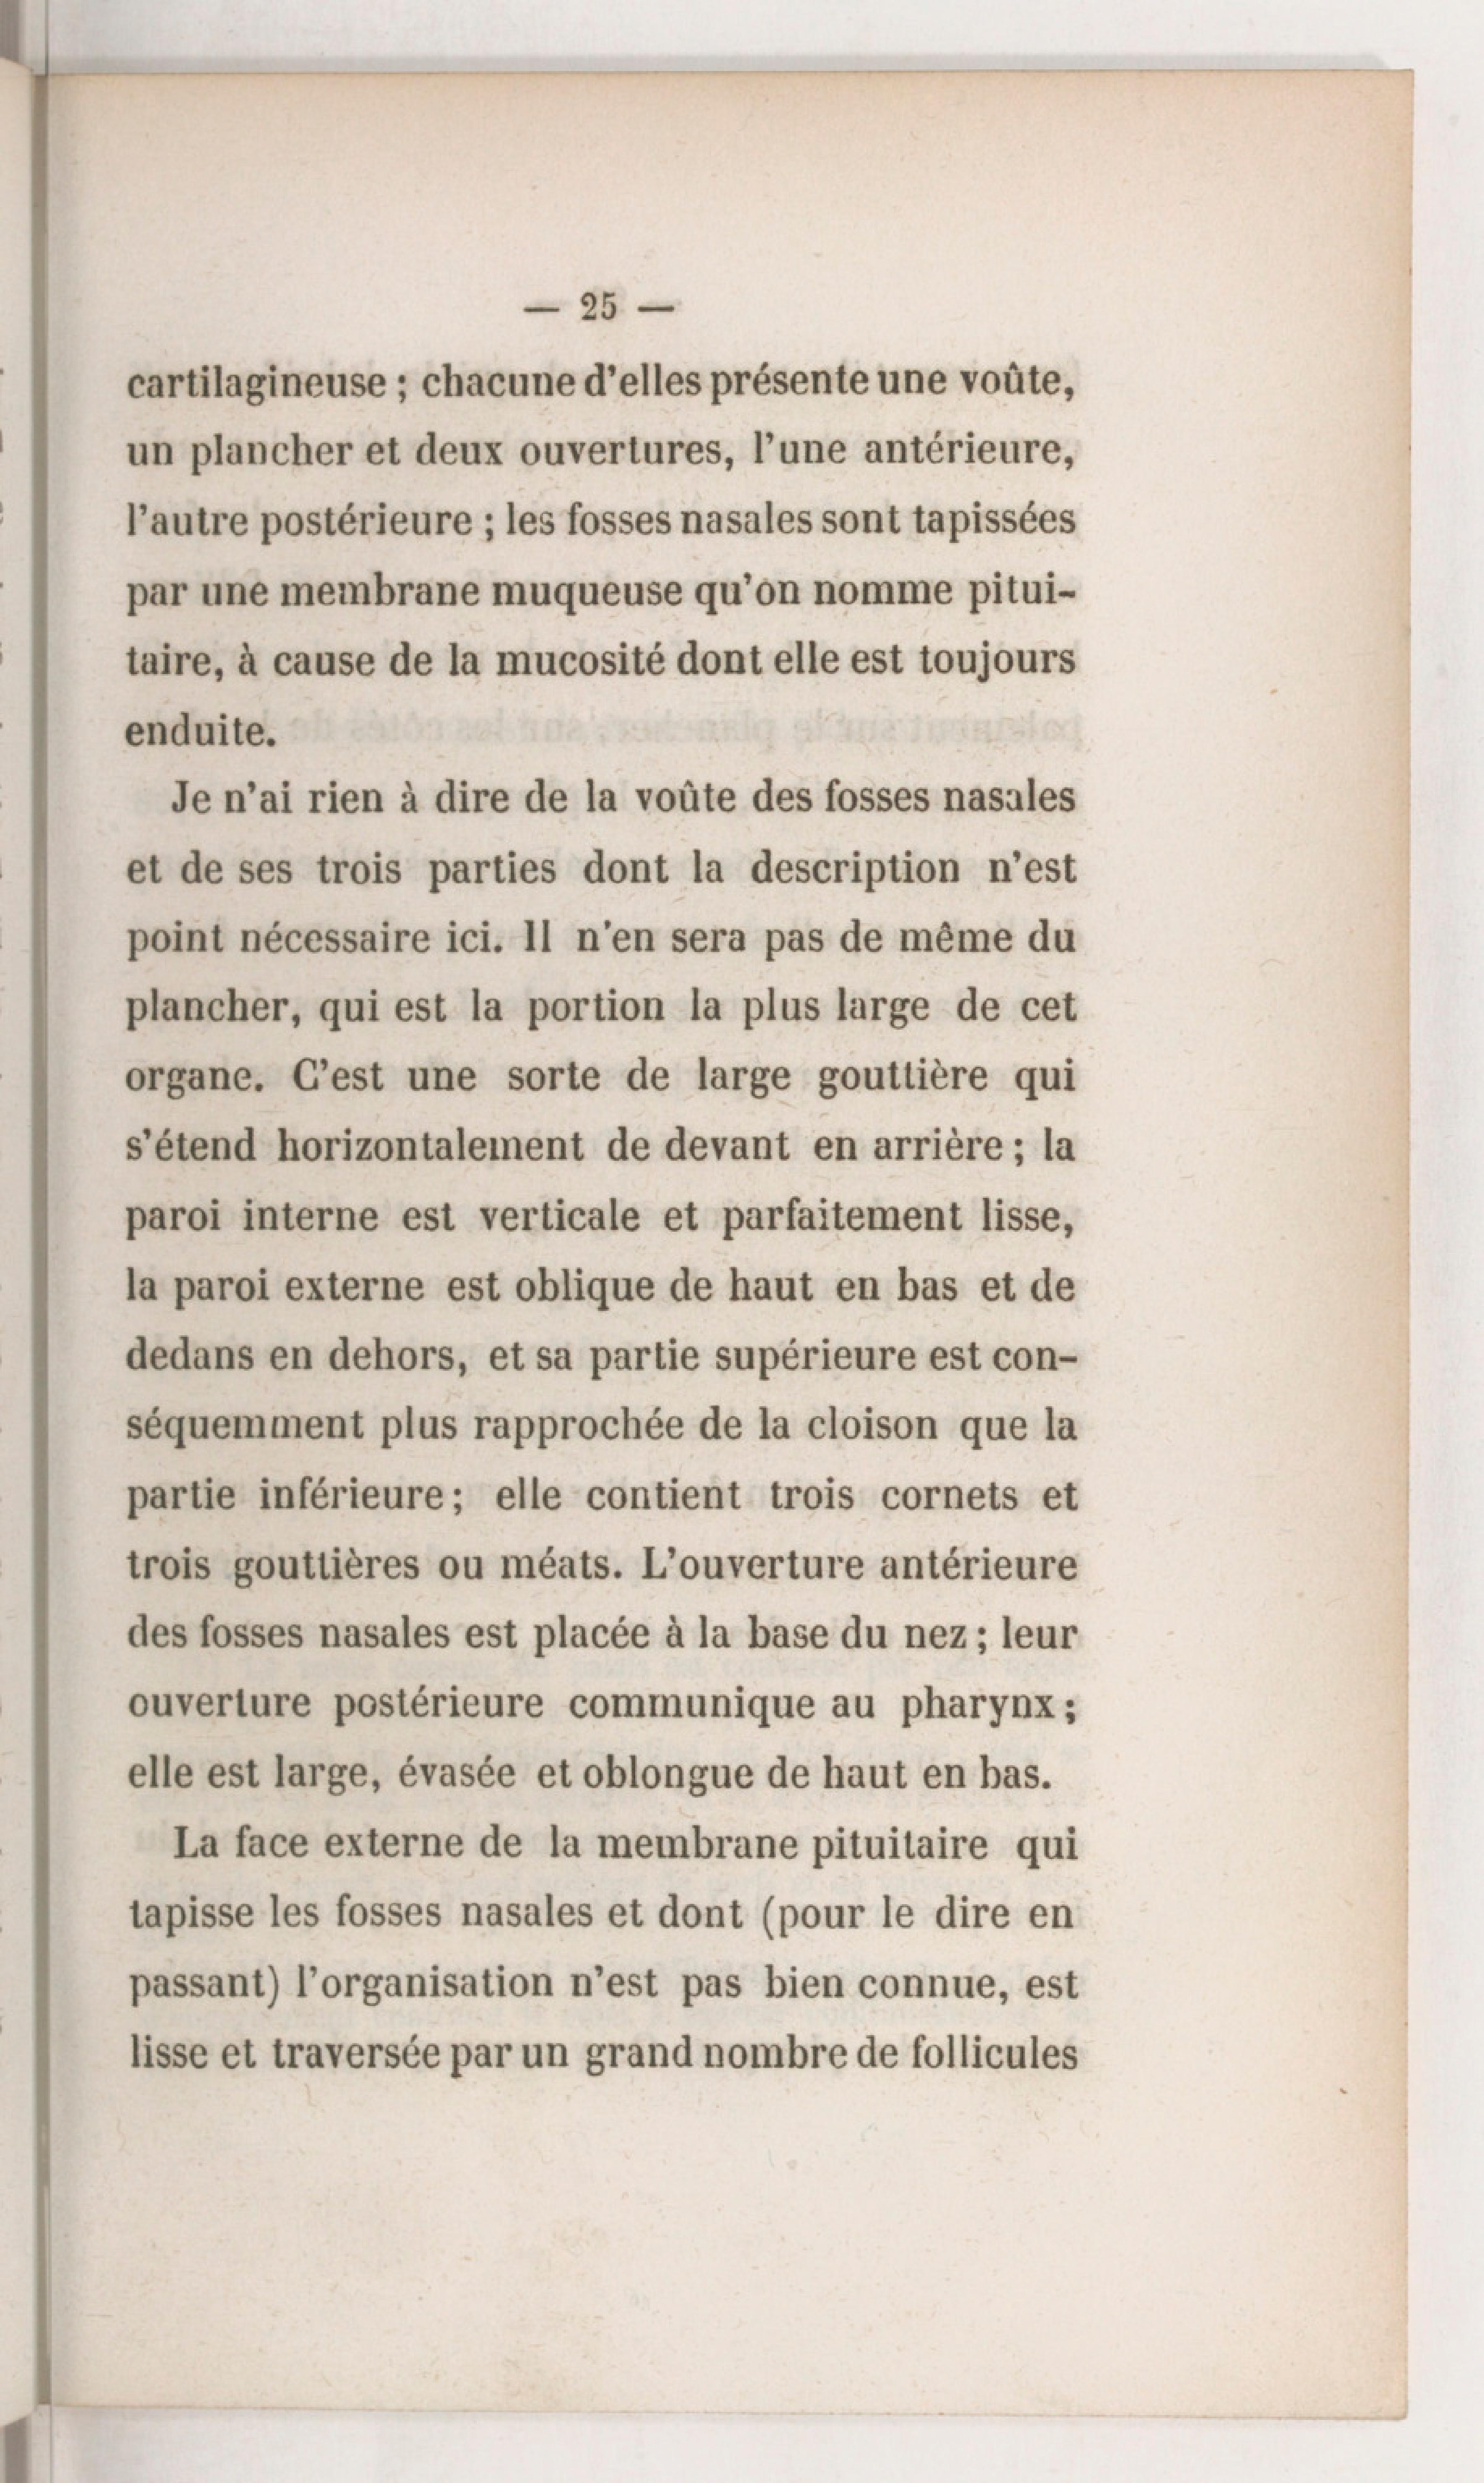 — 25 —
cartilagineuse ; chacune d'elles présente une voûte,
un plancher et deux ouvertures, l'une antérieure,
l'autre postérieure ; les fosses nasales sont tapissées
par une membrane muqueuse qu'on nomme pitui-
taire, à cause de la mucosité dont elle est toujours
enduite.
Je n'ai rien à dire de la voûte des fosses nasales
et de ses trois parties dont la description n'est
point nécessaire ici. Il n'en sera pas de même du
plancher, qui est la portion la plus large de cet
organe. C'est une sorte de large gouttière qui
s'étend horizontalement de devant en arrière ; la
paroi interne est verticale et parfaitement lisse,
la paroi externe est oblique de haut en bas et de
dedans en dehors, et sa partie supérieure est con-
séquemment plus rapprochée de la cloison que la
partie inférieure ; elle contient trois cornets et
trois gouttières ou méats. L'ouverture antérieure
des fosses nasales est placée à la base du nez ; leur
ouverture postérieure communique au pharynx ;
elle est large, évasée et oblongue de haut en bas.
La face externe de la membrane pituitaire qui
tapisse les fosses nasales et dont (pour le dire en
passant) l'organisation n'est pas bien connue, est
lisse et traversée par un grand nombre de follicules